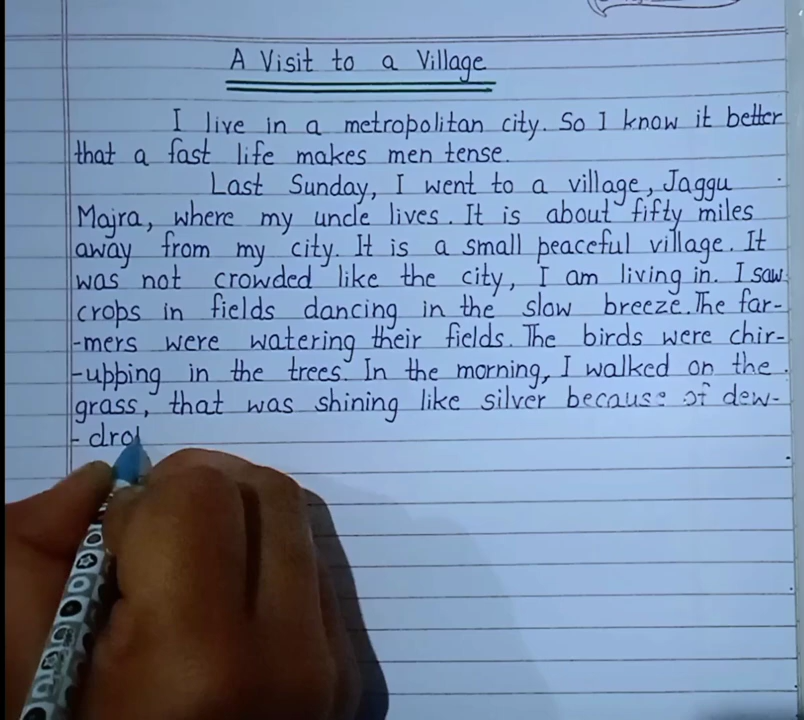 A Visit to a Village
I live in a metropolitan city. So I know it better
that a fast life makes men tense.
Last Sunday, I went to a village, Jaggu
Majra, where my uncle lives. It is about fifty miles
away from my city. It is a small peaceful village. It
was not crowded like the city, I am living in. I saw
crops in fields dancing in the slow breeze. The far-
-mers were watering their fields. The birds were chir-
-upping in the trees. In the morning, I walked on the
grass, that was shining like silver because of dew-